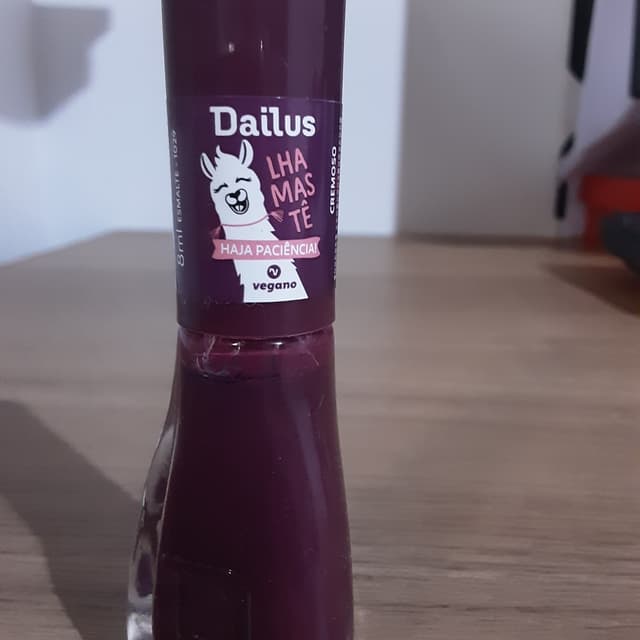 Dailus
LHA
MAS
TÊ
HAJA PACIÊNCIA!
vegano
CREMOSO
8ml ESMALTE - 1029